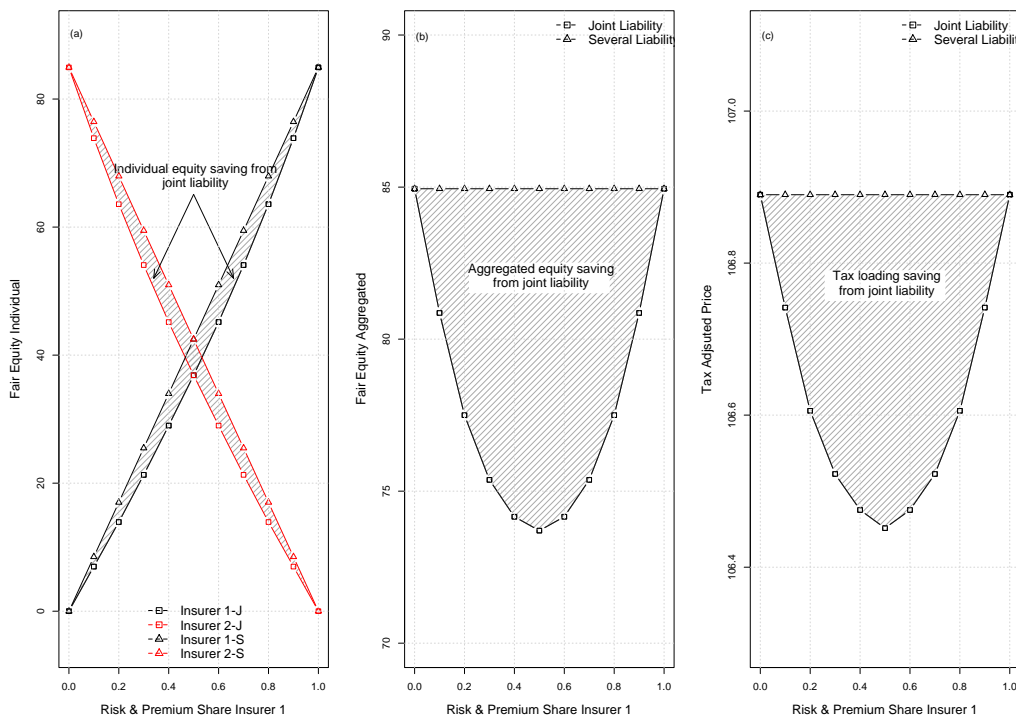 (a)
Individual equity saving from
joint liability
Insurer 1-J
Insurer 2-J
Insurer 1-S
Insurer 2-S
Fair Equity Individual
0
20
40
60
80
0.0 0.2 0.4 0.6 0.8 1.0
Risk & Premium Share Insurer 1
(b)
Joint Liability
Several Liability
Aggregated equity saving
from joint liability
Fair Equity Aggregated
70
75
80
85
90
0.0 0.2 0.4 0.6 0.8 1.0
Risk & Premium Share Insurer 1
(c)
Joint Liability
Several Liability
Tax loading saving
from joint liability
Tax Adjsuted Price
106.4
106.6
106.8
107.0
0.0 0.2 0.4 0.6 0.8 1.0
Risk & Premium Share Insurer 1